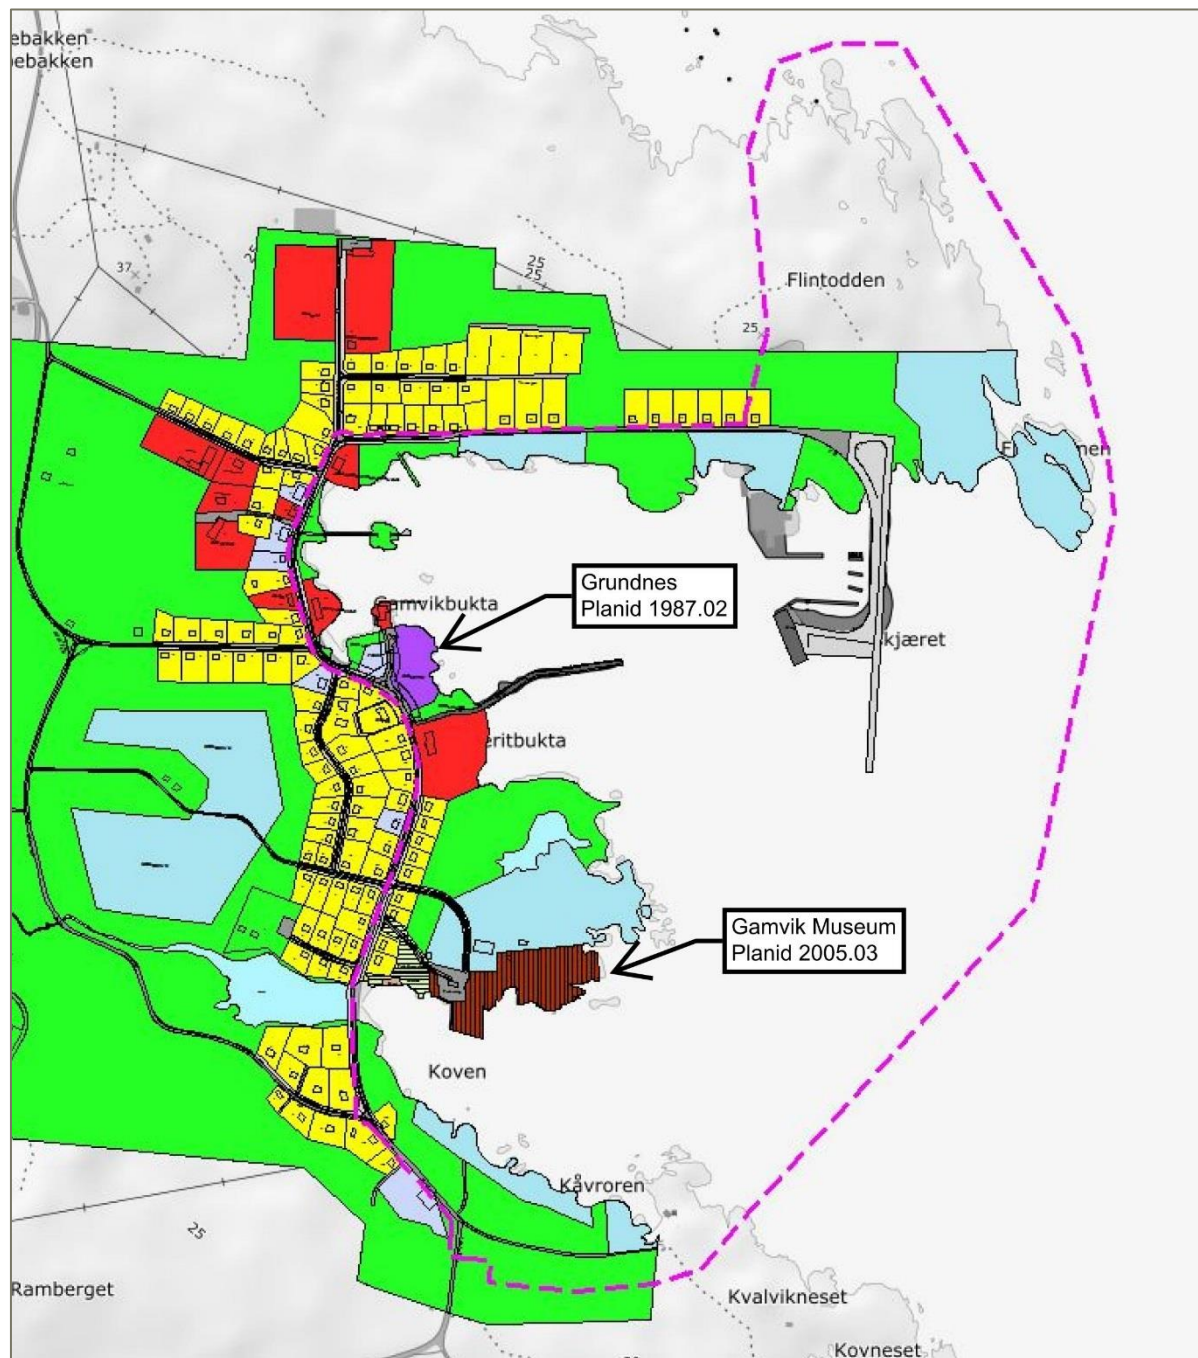 ebakken
bebakken
37
25
25
25
Flintodden
25
Grundnes
Planid 1987.02
Gamvikbukta
kjæret
eritbukta
Gamvik Museum
Planid 2005.03
Koven
Kåvroren
25
Ramberget
Kvalvikneset
Kovneset